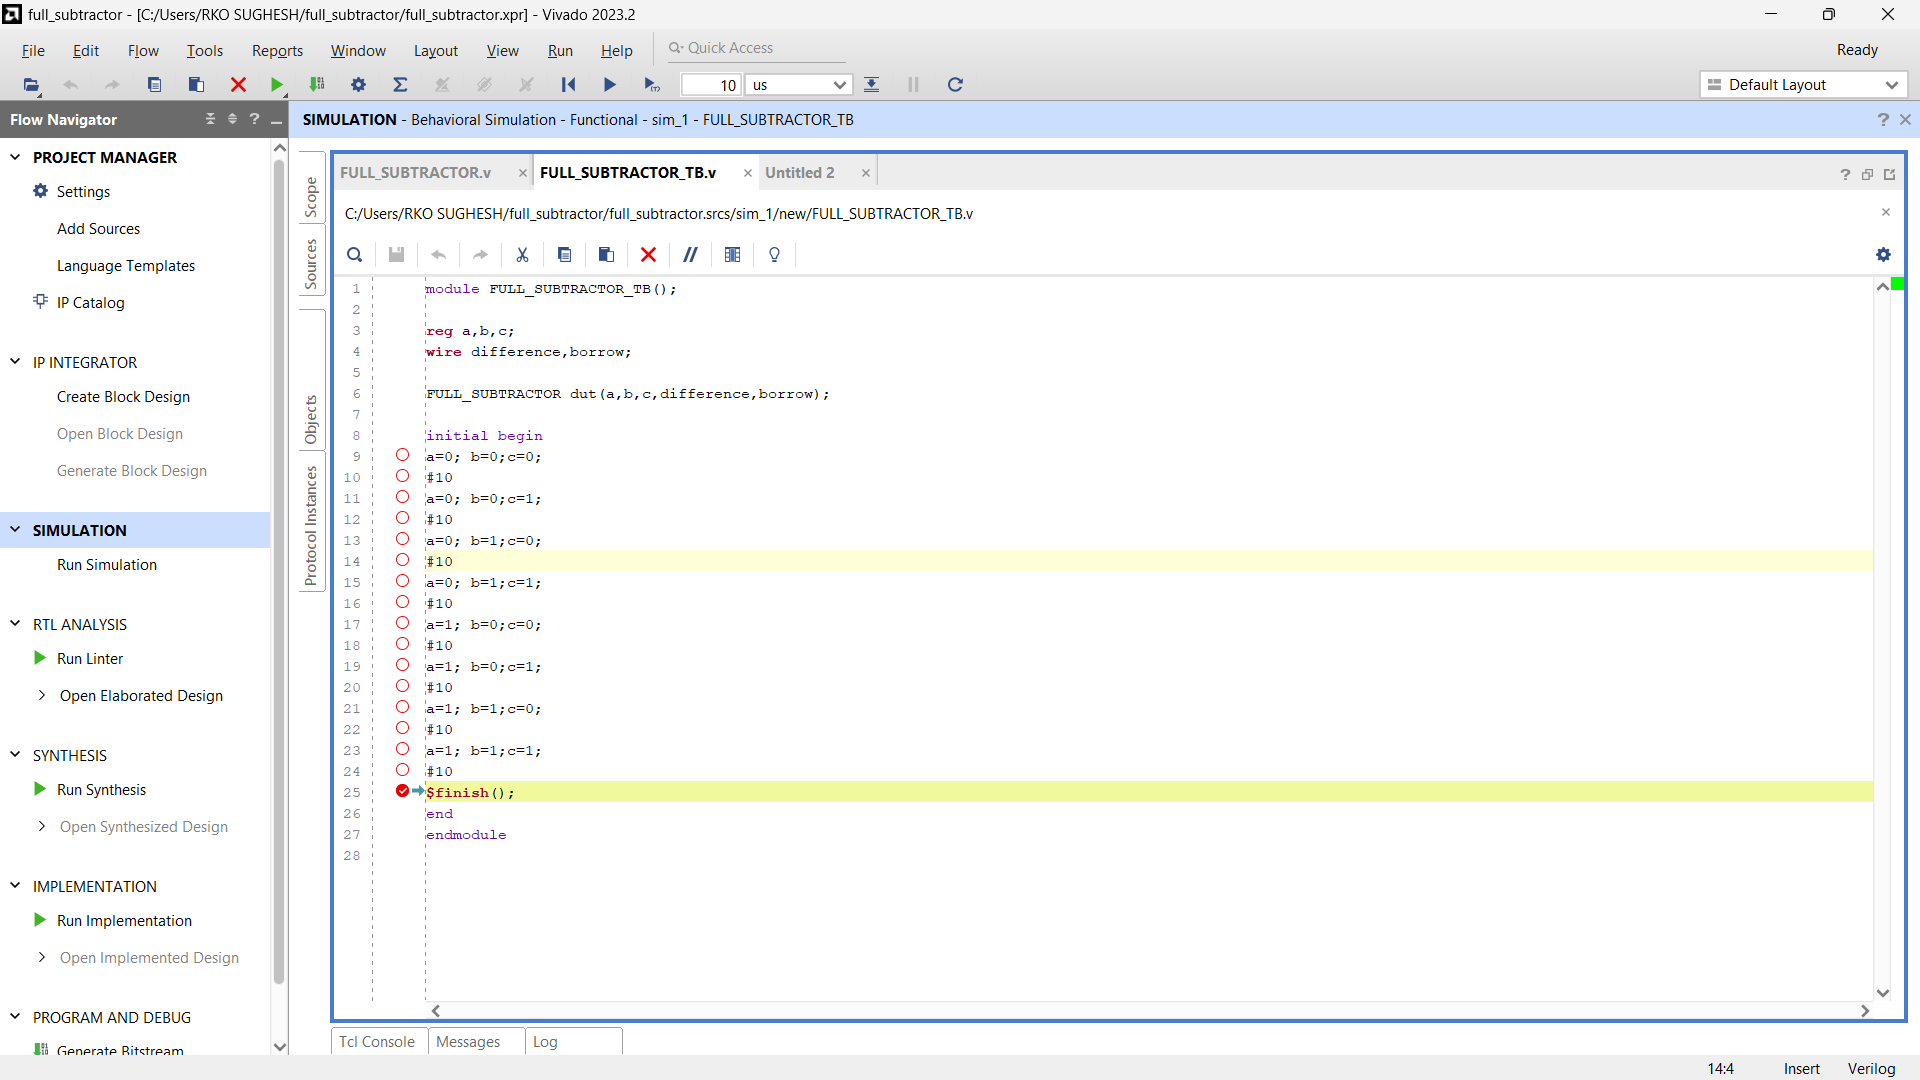 full_subtractor - [C:/Users/RKO SUGHESH/full_subtractor/full_subtractor.xpr] - Vivado 2023.2
File Edit Flow Tools Reports Window Layout View Run Help Quick Access Ready
10 us Default Layout
Flow Navigator
SIMULATION - Behavioral Simulation - Functional - sim_1 - FULL_SUBTRACTOR_TB
PROJECT MANAGER
Settings
Add Sources
Language Templates
IP Catalog
IP INTEGRATOR
Create Block Design
Open Block Design
Generate Block Design
SIMULATION
Run Simulation
RTL ANALYSIS
Run Linter
Open Elaborated Design
SYNTHESIS
Run Synthesis
Open Synthesized Design
IMPLEMENTATION
Run Implementation
Open Implemented Design
PROGRAM AND DEBUG
Generate Bitstream
Scope
Sources
Objects
Protocol Instances
FULL_SUBTRACTOR.v FULL_SUBTRACTOR_TB.v Untitled 2
C:/Users/RKO SUGHESH/full_subtractor/full_subtractor.srcs/sim_1/new/FULL_SUBTRACTOR_TB.v
1 module FULL_SUBTRACTOR_TB();
2
3 reg a,b,c;
4 wire difference,borrow;
5
6 FULL_SUBTRACTOR dut(a,b,c,difference,borrow);
7
8 initial begin
9 a=0; b=0;c=0;
10 #10
11 a=0; b=0;c=1;
12 #10
13 a=0; b=1;c=0;
14 #10
15 a=0; b=1;c=1;
16 #10
17 a=1; b=0;c=0;
18 #10
19 a=1; b=0;c=1;
20 #10
21 a=1; b=1;c=0;
22 #10
23 a=1; b=1;c=1;
24 #10
25 $finish();
26 end
27 endmodule
28
Tcl Console Messages Log
14:4 Insert Verilog